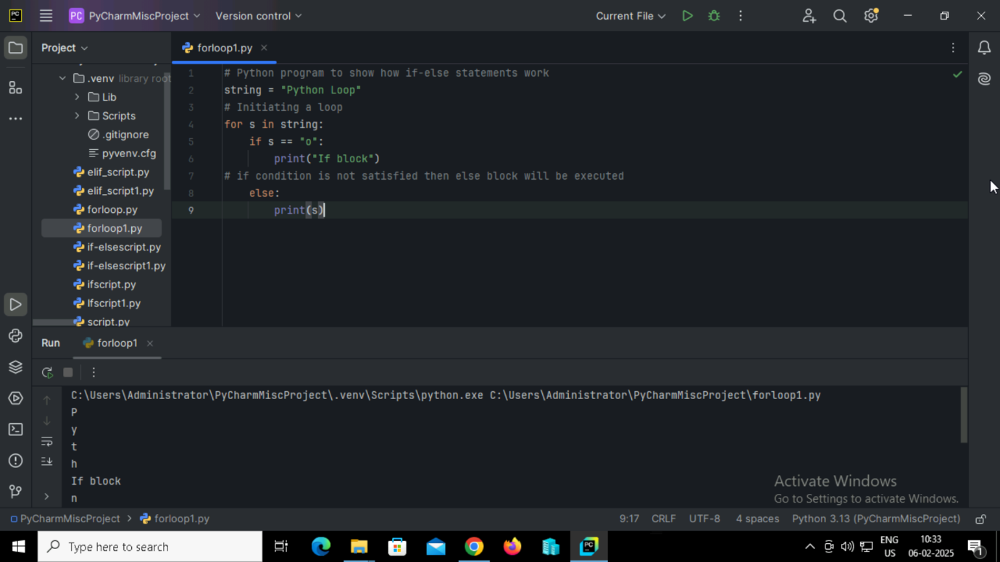 PC
PC PyCharmMiscProject
Version control
Current File
Project
forloop1.py
.venv library root
Lib
Scripts
.gitignore
pyvenv.cfg
elif_script.py
elif_script1.py
forloop.py
forloop1.py
if-elsescript.py
if-elsescript1.py
ifscript.py
Ifscript1.py
script.py
1 # Python program to show how if-else statements work
2 string = "Python Loop"
3 # Initiating a loop
4 for s in string:
5 if s == "o":
6 print("If block")
7 # if condition is not satisfied then else block will be executed
8 else:
9 print(s)
Run
forloop1
C:\Users\Administrator\PyCharmMiscProject\.venv\Scripts\python.exe C:\Users\Administrator\PyCharmMiscProject\forloop1.py
P
y
t
h
If block
n
Activate Windows
Go to Settings to activate Windows.
PyCharmMiscProject > forloop1.py
9:17 CRLF UTF-8 4 spaces Python 3.13 (PyCharmMiscProject)
Type here to search
PC
ENG
US
10:33
06-02-2025
1